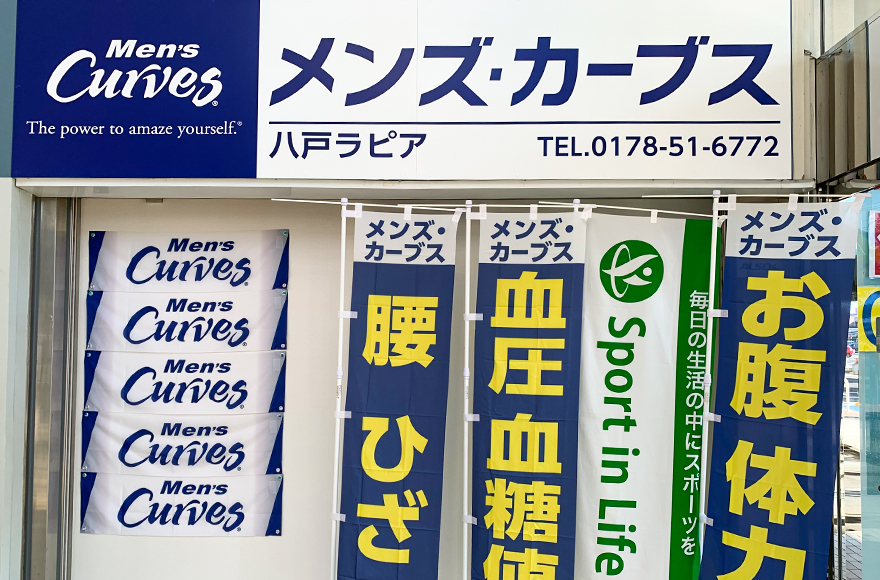 Men's
Curves®
The power to amaze yourself.®
メンズ・カーブス
八戸ラピア
TEL.0178-51-6772
Men's
Curves®
Men's
Curves®
Men's
Curves®
Men's
Curves®
Men's
Curves®
メンズ・
カーブス
腰 ひざ
メンズ・
カーブス
血圧 血糖値
Sport in Life
毎日の生活の中にスポーツを
メンズ・
カーブス
お腹 体力